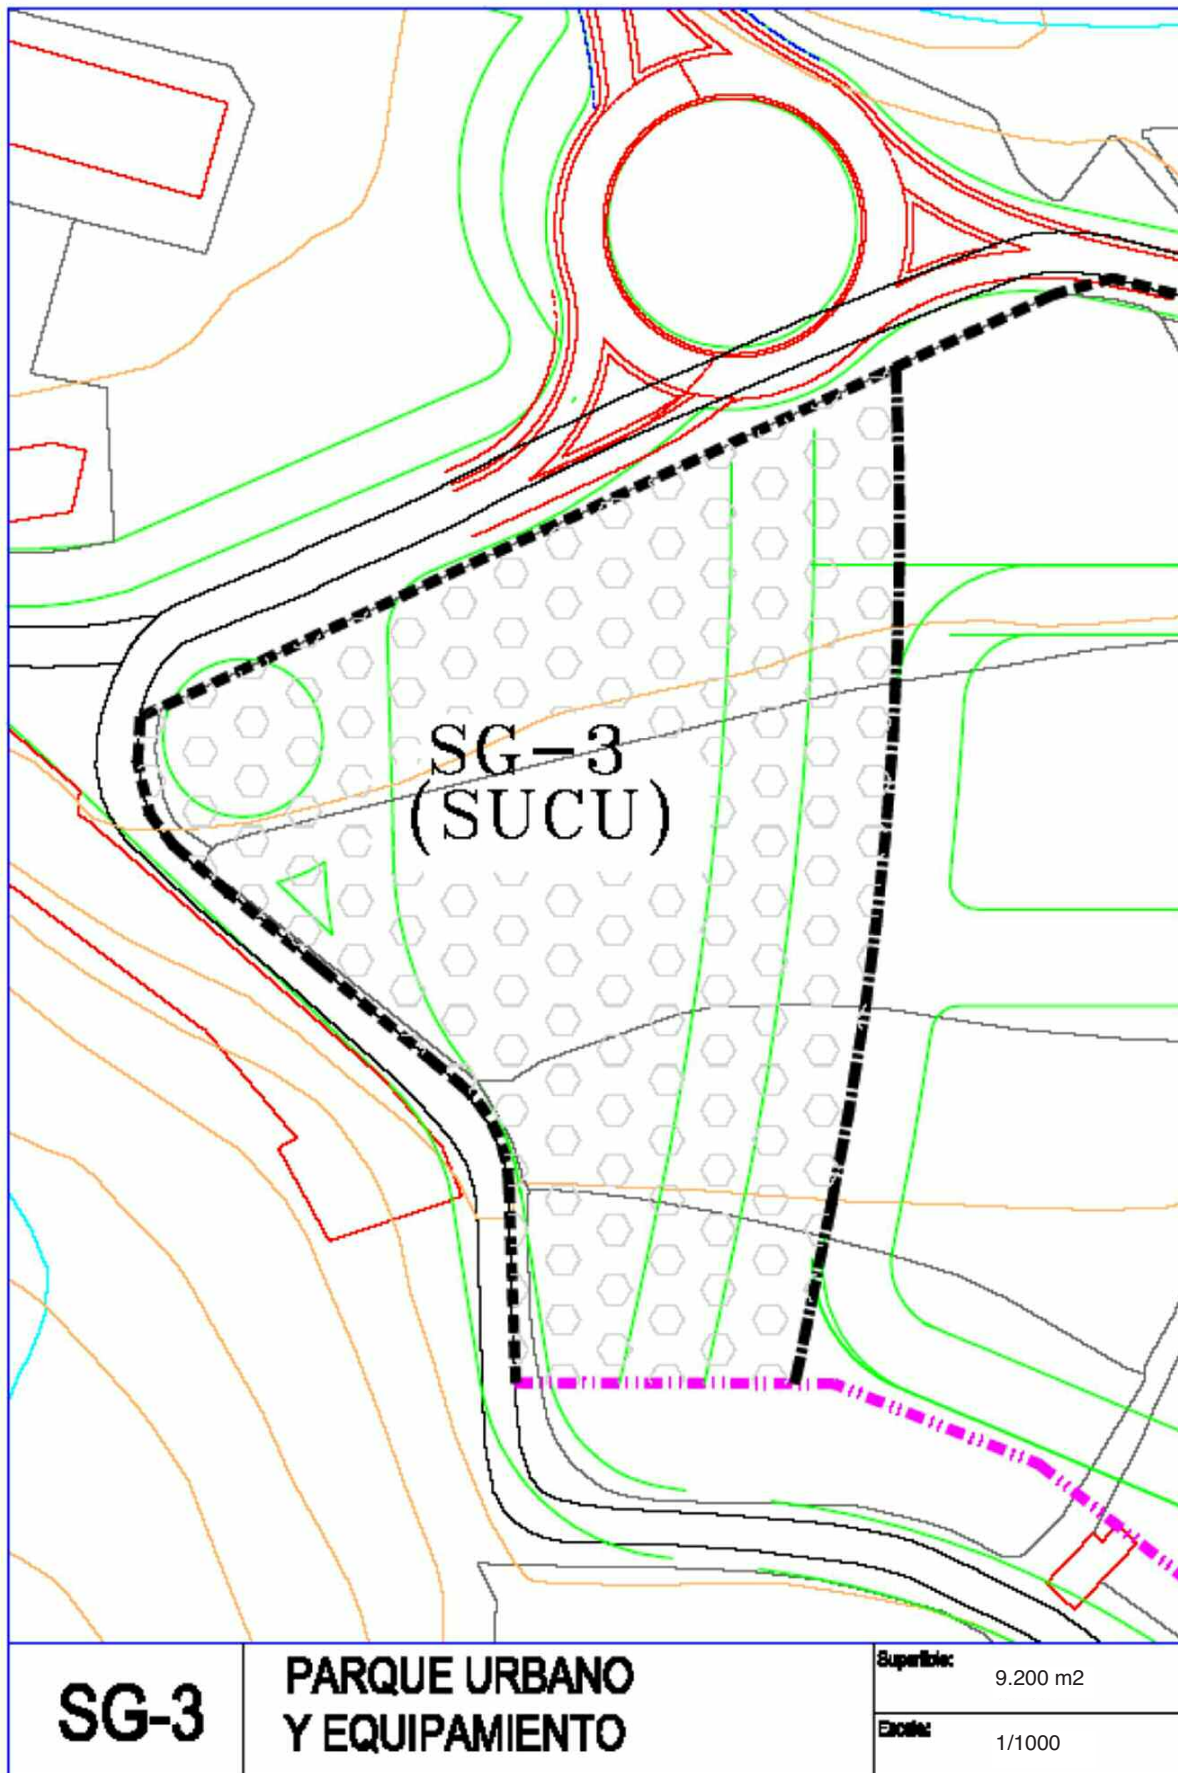 SG-3
(SUCU)
SG-3
PARQUE URBANO
Y EQUIPAMIENTO
Superficie:
9.200 m2
Escala:
1/1000